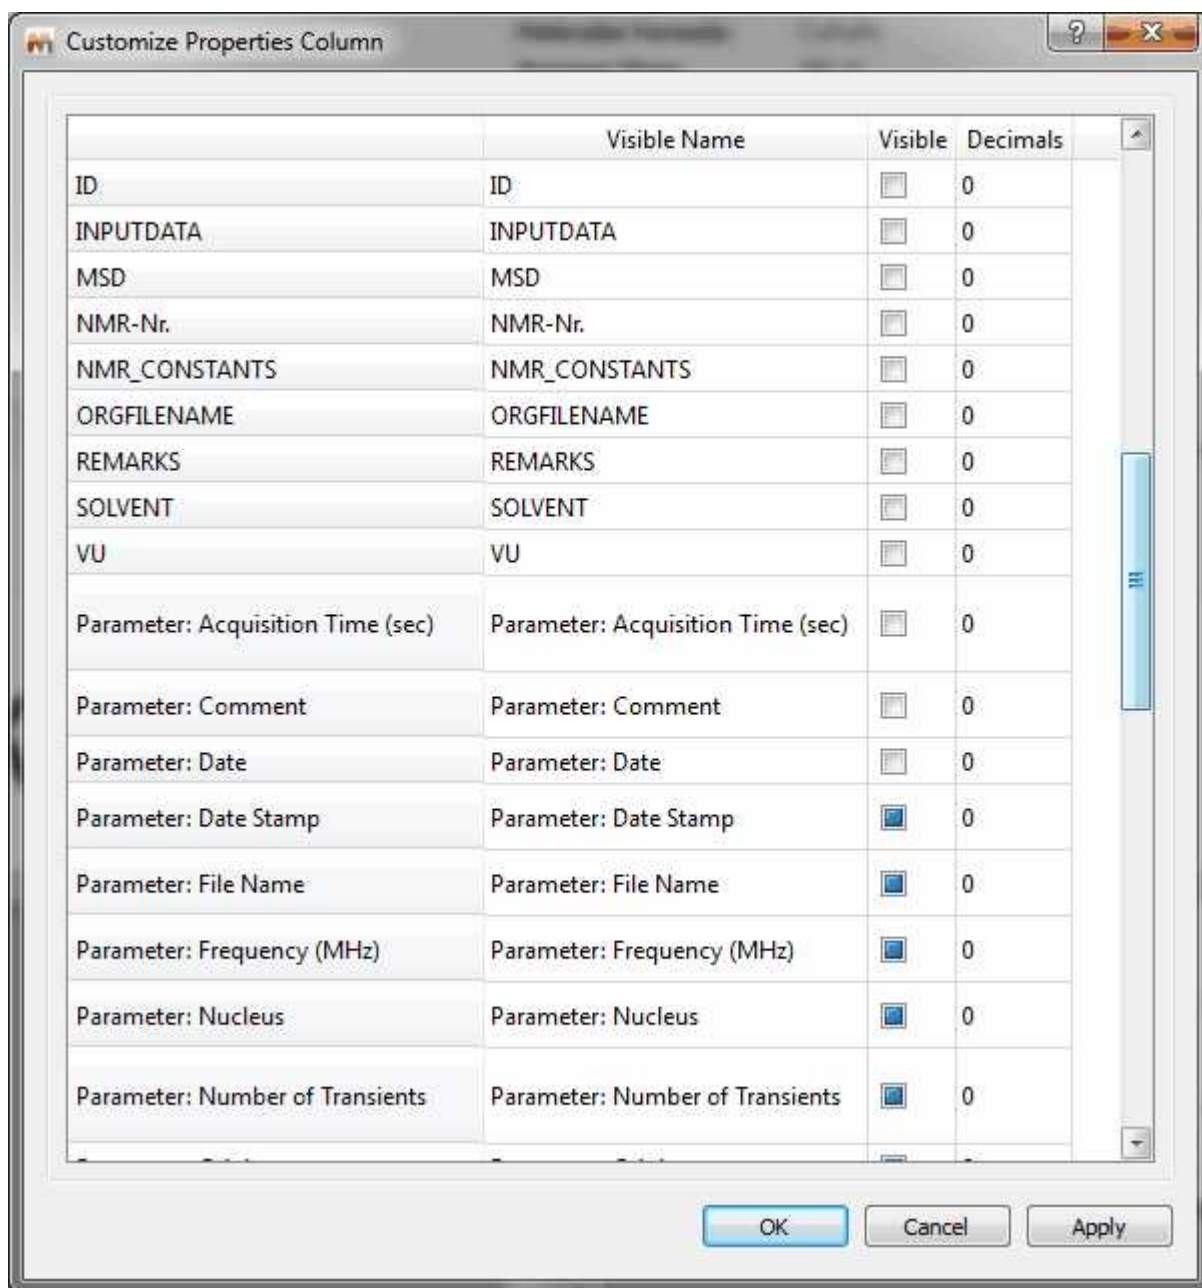 Customize Properties Column
Visible Name Visible Decimals
ID ID 0
INPUTDATA INPUTDATA 0
MSD MSD 0
NMR-Nr. NMR-Nr. 0
NMR_CONSTANTS NMR_CONSTANTS 0
ORGFILENAME ORGFILENAME 0
REMARKS REMARKS 0
SOLVENT SOLVENT 0
VU VU 0
Parameter: Acquisition Time (sec) Parameter: Acquisition Time (sec) 0
Parameter: Comment Parameter: Comment 0
Parameter: Date Parameter: Date 0
Parameter: Date Stamp Parameter: Date Stamp 0
Parameter: File Name Parameter: File Name 0
Parameter: Frequency (MHz) Parameter: Frequency (MHz) 0
Parameter: Nucleus Parameter: Nucleus 0
Parameter: Number of Transients Parameter: Number of Transients 0
OK Cancel Apply